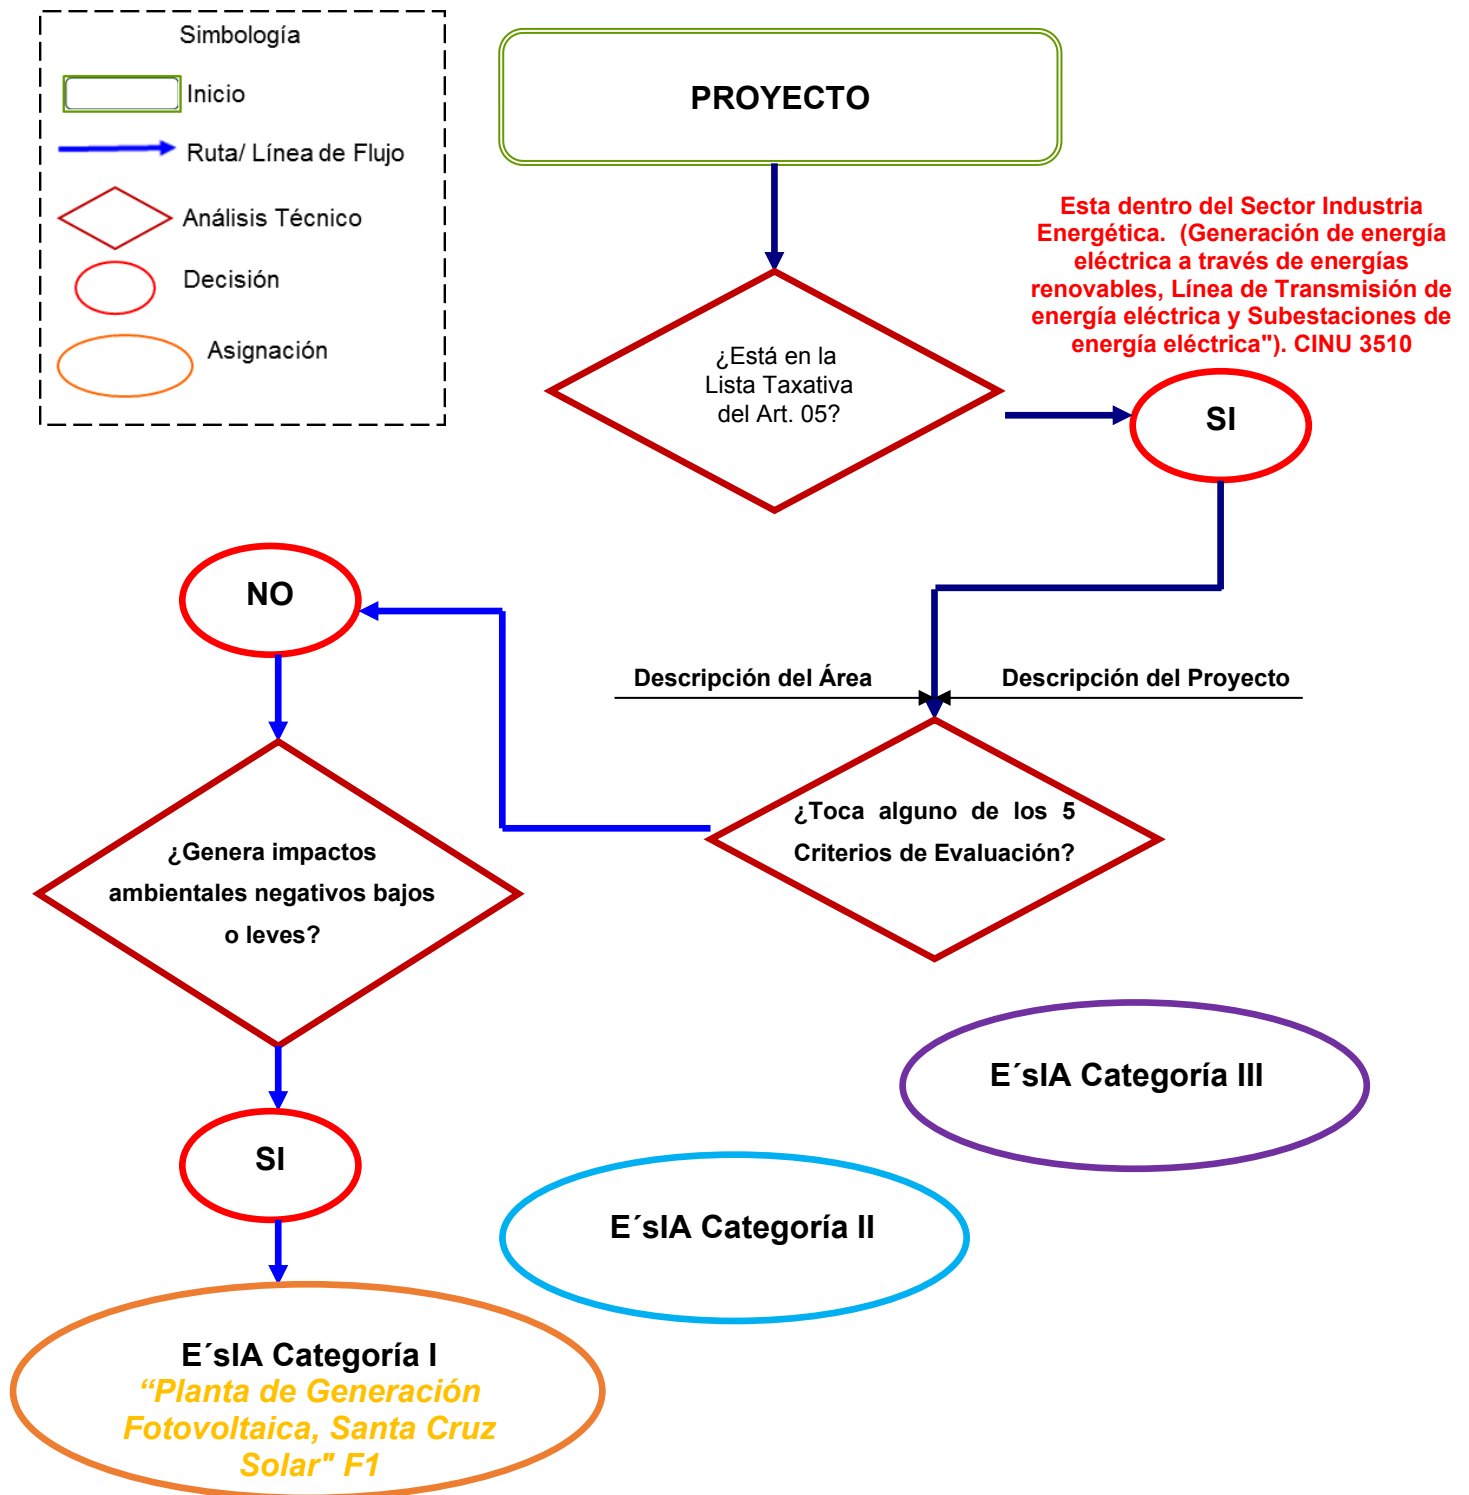 Simbología
Inicio
Ruta/ Línea de Flujo
Análisis Técnico
Decisión
Asignación
PROYECTO
Esta dentro del Sector Industria
Energética. (Generación de energía
eléctrica a través de energías
renovables, Línea de Transmisión de
energía eléctrica y Subestaciones de
energía eléctrica"). CINU 3510
¿Está en la
Lista Taxativa
del Art. 05?
SI
NO
Descripción del Área
Descripción del Proyecto
¿Toca alguno de los 5
Criterios de Evaluación?
¿Genera impactos
ambientales negativos bajos
o leves?
E´sIA Categoría III
SI
E´sIA Categoría II
E´sIA Categoría I
“Planta de Generación
Fotovoltaica, Santa Cruz
Solar" F1